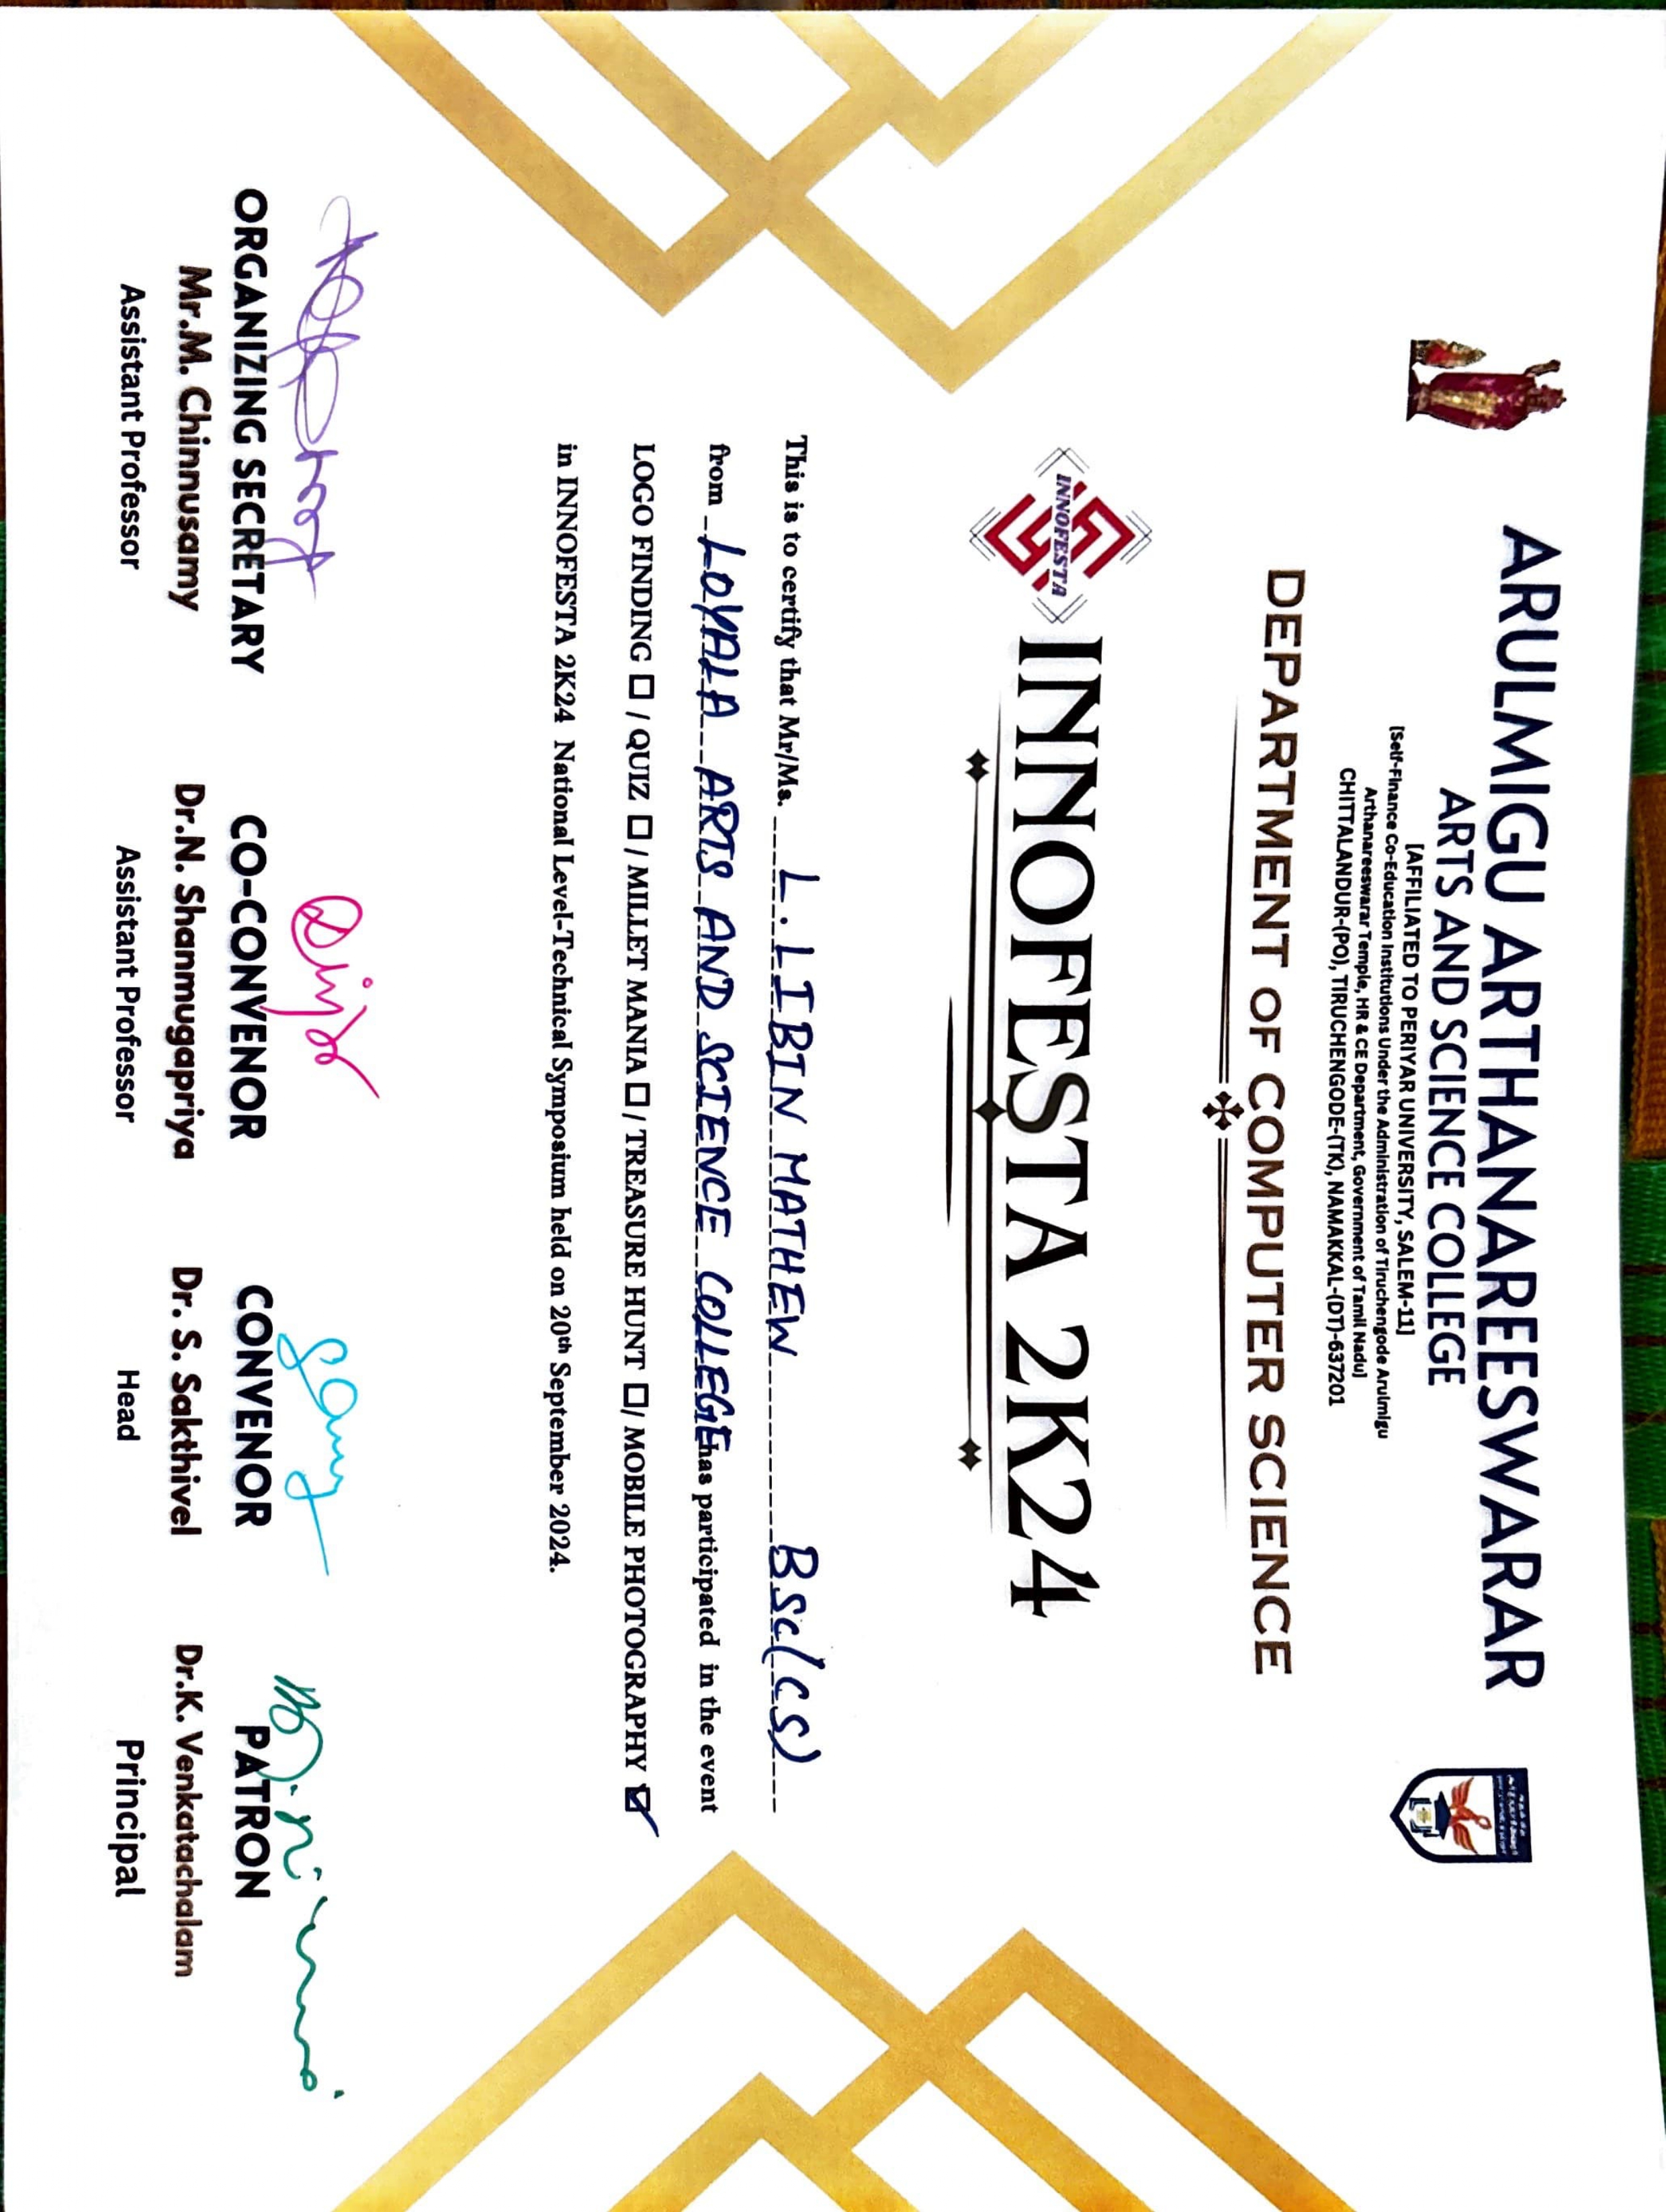 ARULMIGU ARTHANAREESWARAR
ARTS AND SCIENCE COLLEGE
[AFFILIATED TO PERIYAR UNIVERSITY, SALEM-11]
[Self-Finance Co-Education Institutions Under the Administration of Tiruchengode Arulmigu
Arthanareeswarar Temple, HR & CE Department, Government of Tamil Nadu]
CHITTALANDUR-(PO), TIRUCHENGODE-(TK), NAMAKKAL-(DT)-637201
DEPARTMENT OF COMPUTER SCIENCE
INNOFESTA
INNOFESTA 2K24
This is to certify that Mr/Ms. L. LIBIN MATHEW BSc(CS)
from LOYALA ARTS AND SCIENCE COLLEGE has participated in the event
LOGO FINDING ☐ / QUIZ ☐ / MILLET MANIA ☐ / TREASURE HUNT ☐ / MOBILE PHOTOGRAPHY ☑
in INNOFESTA 2K24 National Level-Technical Symposium held on 20th September 2024.
ORGANIZING SECRETARY CO-CONVENOR CONVENOR PATRON
Mr.M. Chinnusamy Dr.N. Shanmugapriya Dr. S. Sakthivel Dr.K. Venkatachalam
Assistant Professor Assistant Professor Head Principal